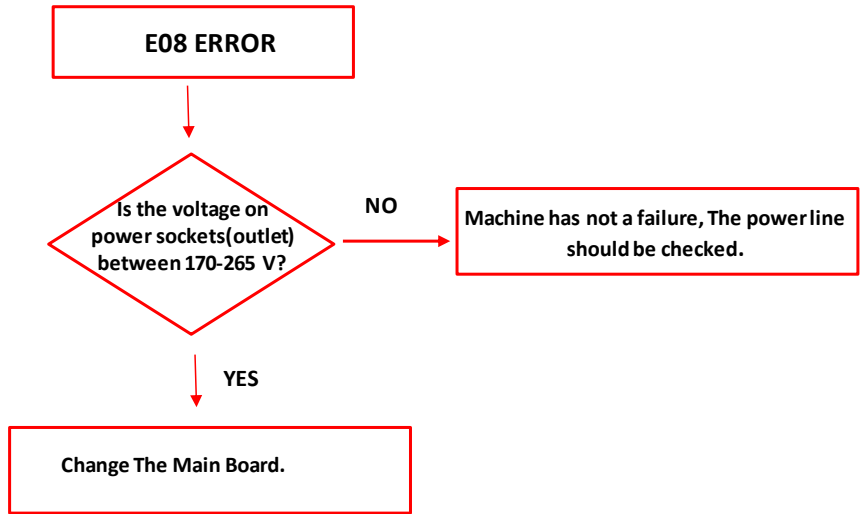 E08 ERROR
Is the voltage on
power sockets(outlet)
between 170-265 V?
NO
Machine has not a failure, The power line
should be checked.
YES
Change The Main Board.